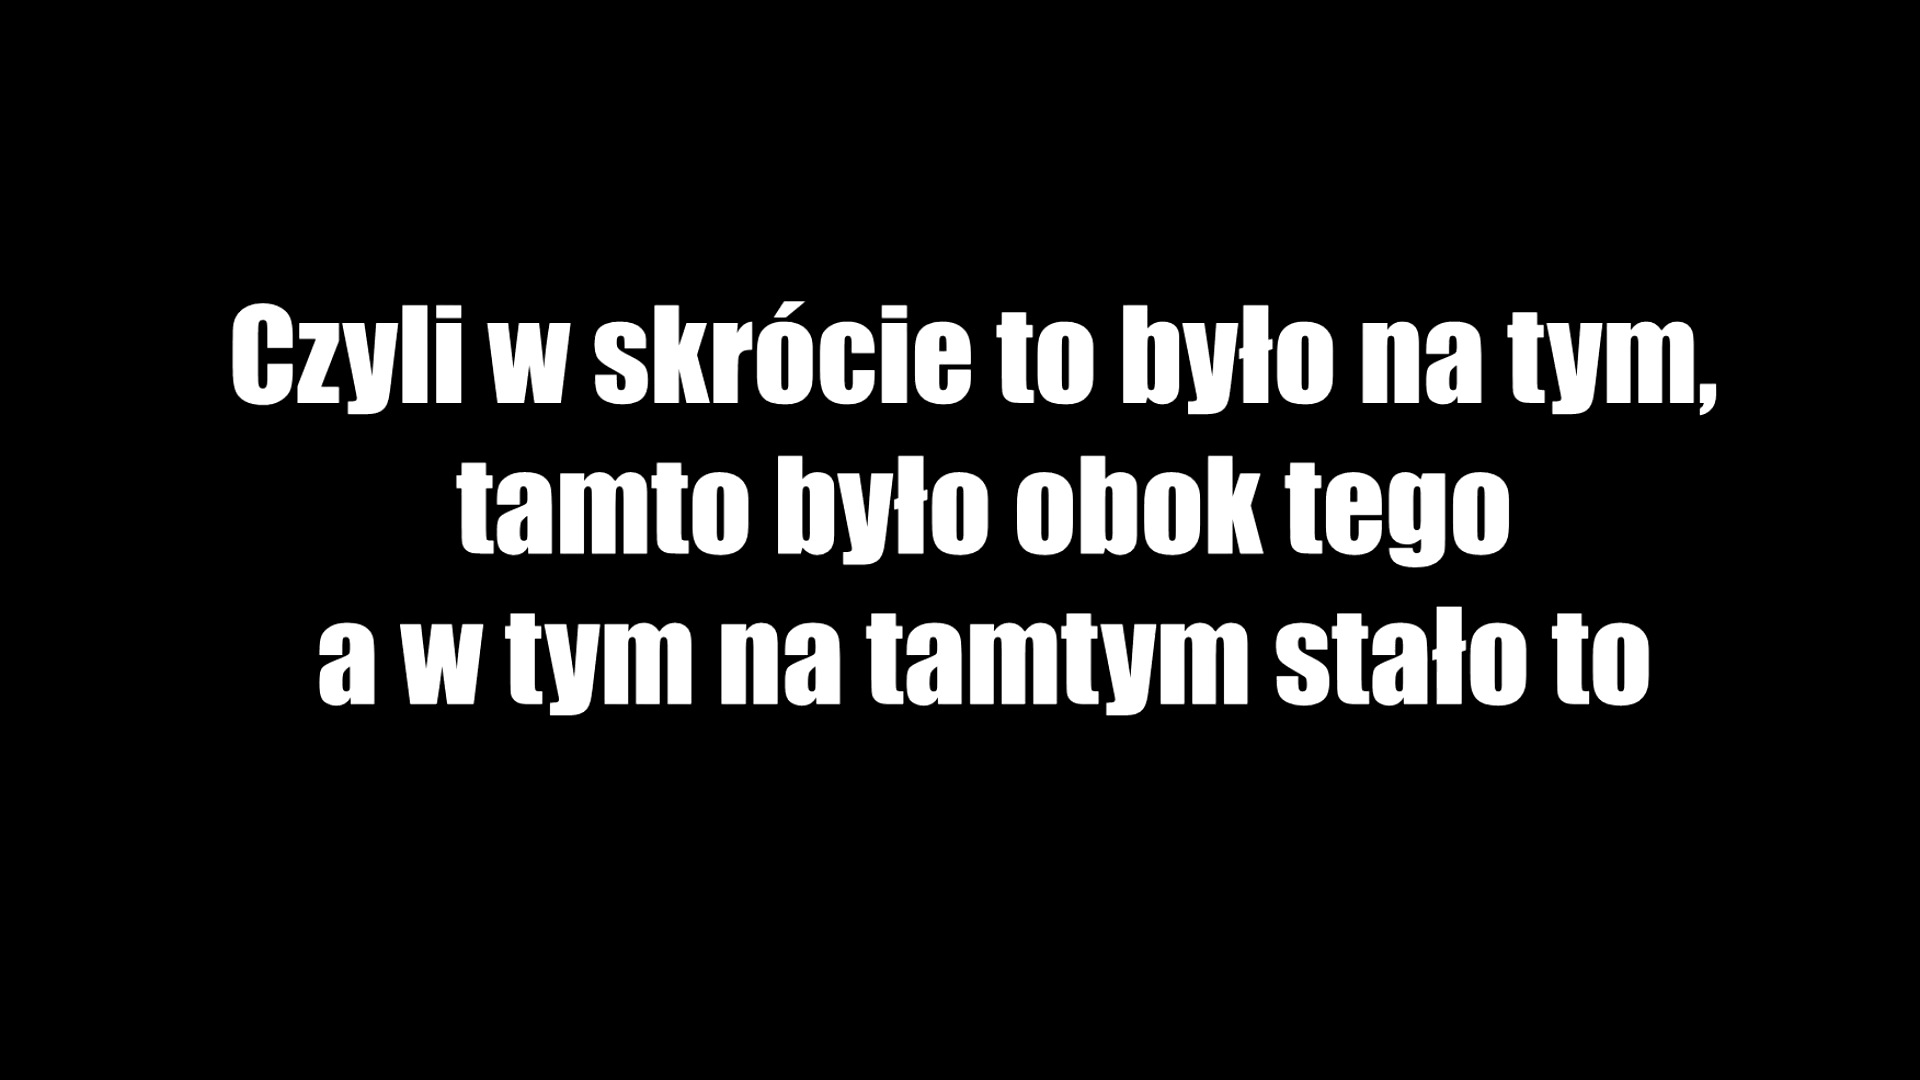 Czyli w skrócie to było na tym,
tamto było obok tego
a w tym na tamtym stało to